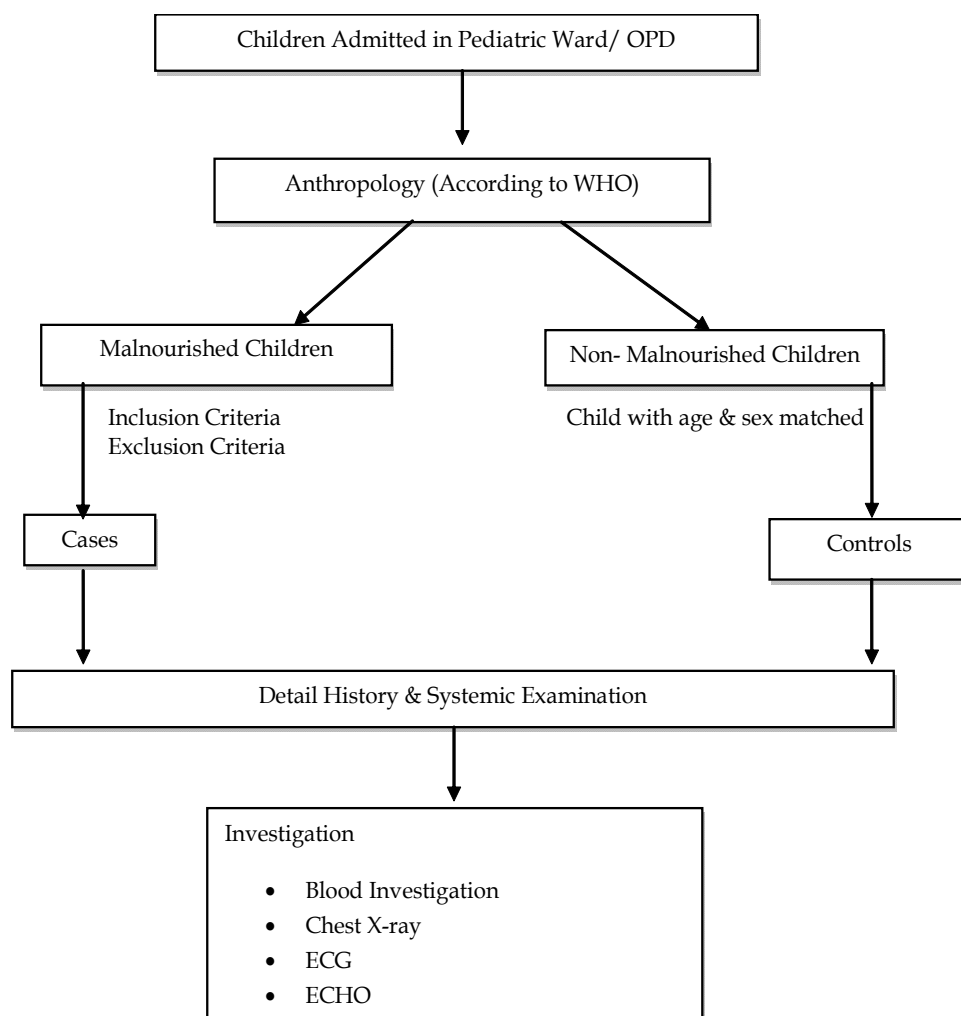 Children Admitted in Pediatric Ward/ OPD
Anthropology (According to WHO)
Malnourished Children
Non- Malnourished Children
Inclusion Criteria
Exclusion Criteria
Child with age & sex matched
Cases
Controls
Detail History & Systemic Examination
Investigation
• Blood Investigation
• Chest X-ray
• ECG
• ECHO